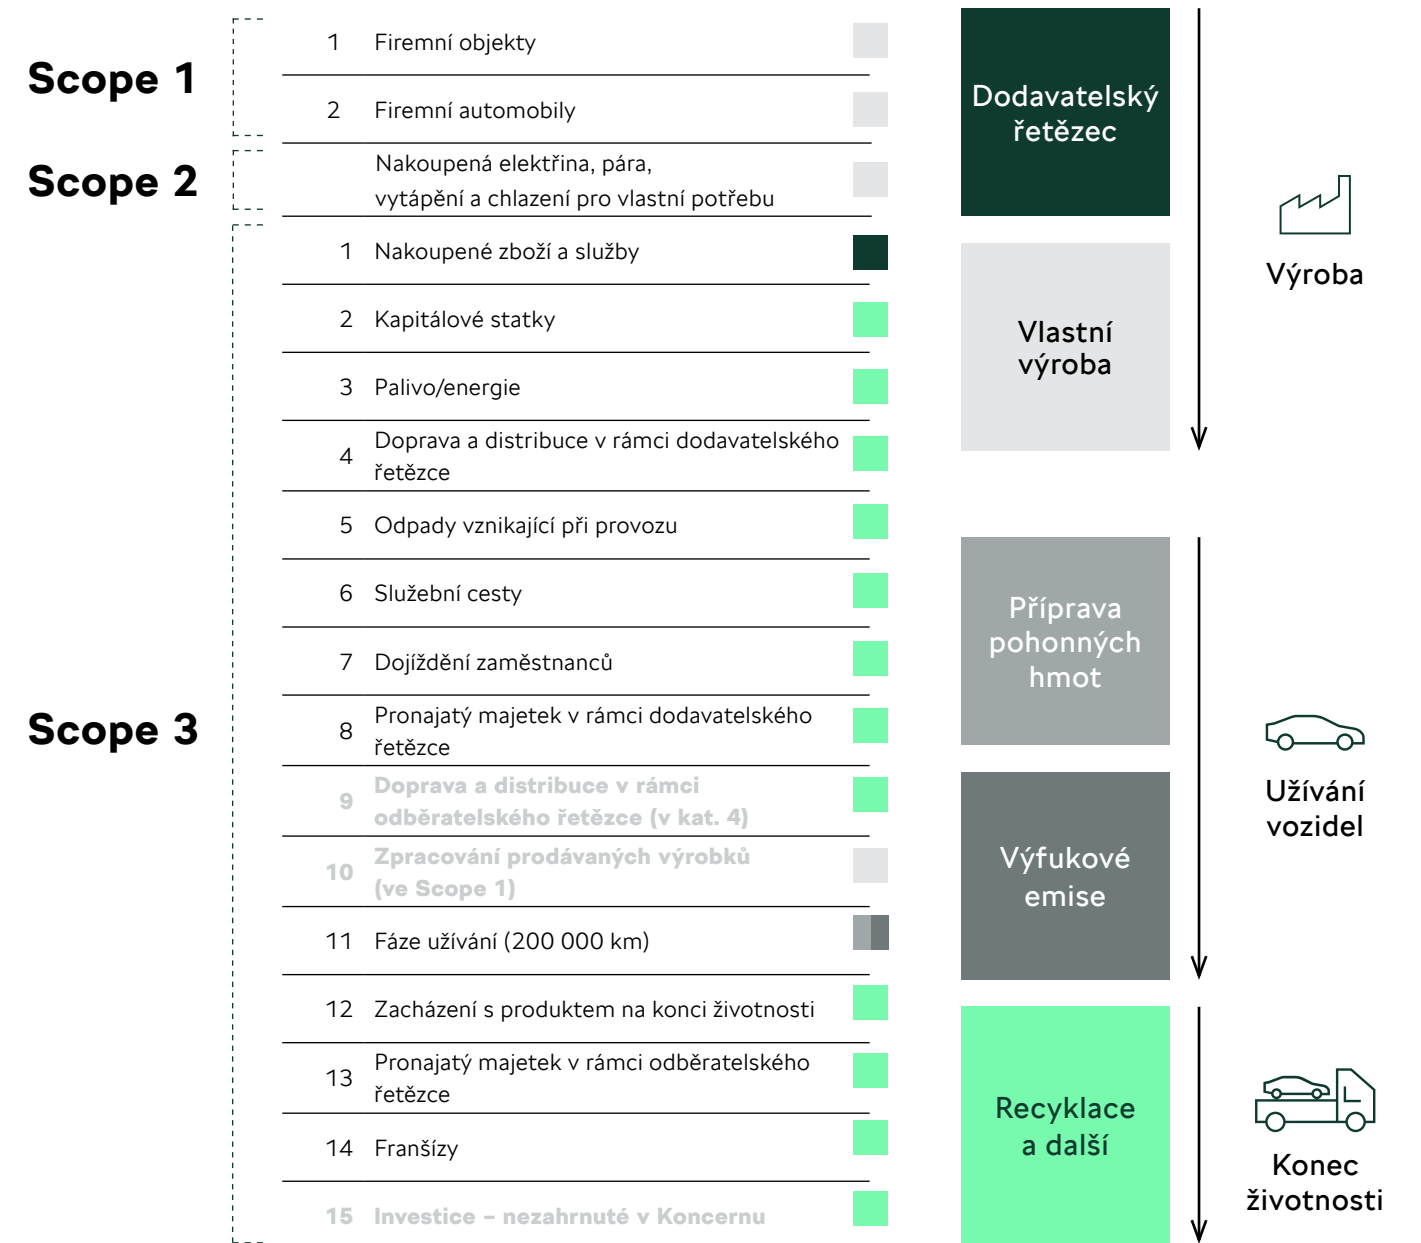 Scope 1
1 Firemní objekty
2 Firemní automobily
Scope 2
Nakoupená elektřina, pára,
vytápění a chlazení pro vlastní potřebu
Scope 3
1 Nakoupené zboží a služby
2 Kapitálové statky
3 Palivo/energie
4 Doprava a distribuce v rámci dodavatelského
řetězce
5 Odpady vznikající při provozu
6 Služební cesty
7 Dojíždění zaměstnanců
8 Pronajatý majetek v rámci dodavatelského
řetězce
9 Doprava a distribuce v rámci
odběratelského řetězce (v kat. 4)
10 Zpracování prodávaných výrobků
(ve Scope 1)
11 Fáze užívání (200 000 km)
12 Zacházení s produktem na konci životnosti
13 Pronajatý majetek v rámci odběratelského
řetězce
14 Franšízy
15 Investice – nezahrnuté v Koncernu
Dodavatelský
řetězec
Vlastní
výroba
Výroba
Příprava
pohonných
hmot
Výfukové
emise
Užívání
vozidel
Recyklace
a další
Konec
životnosti